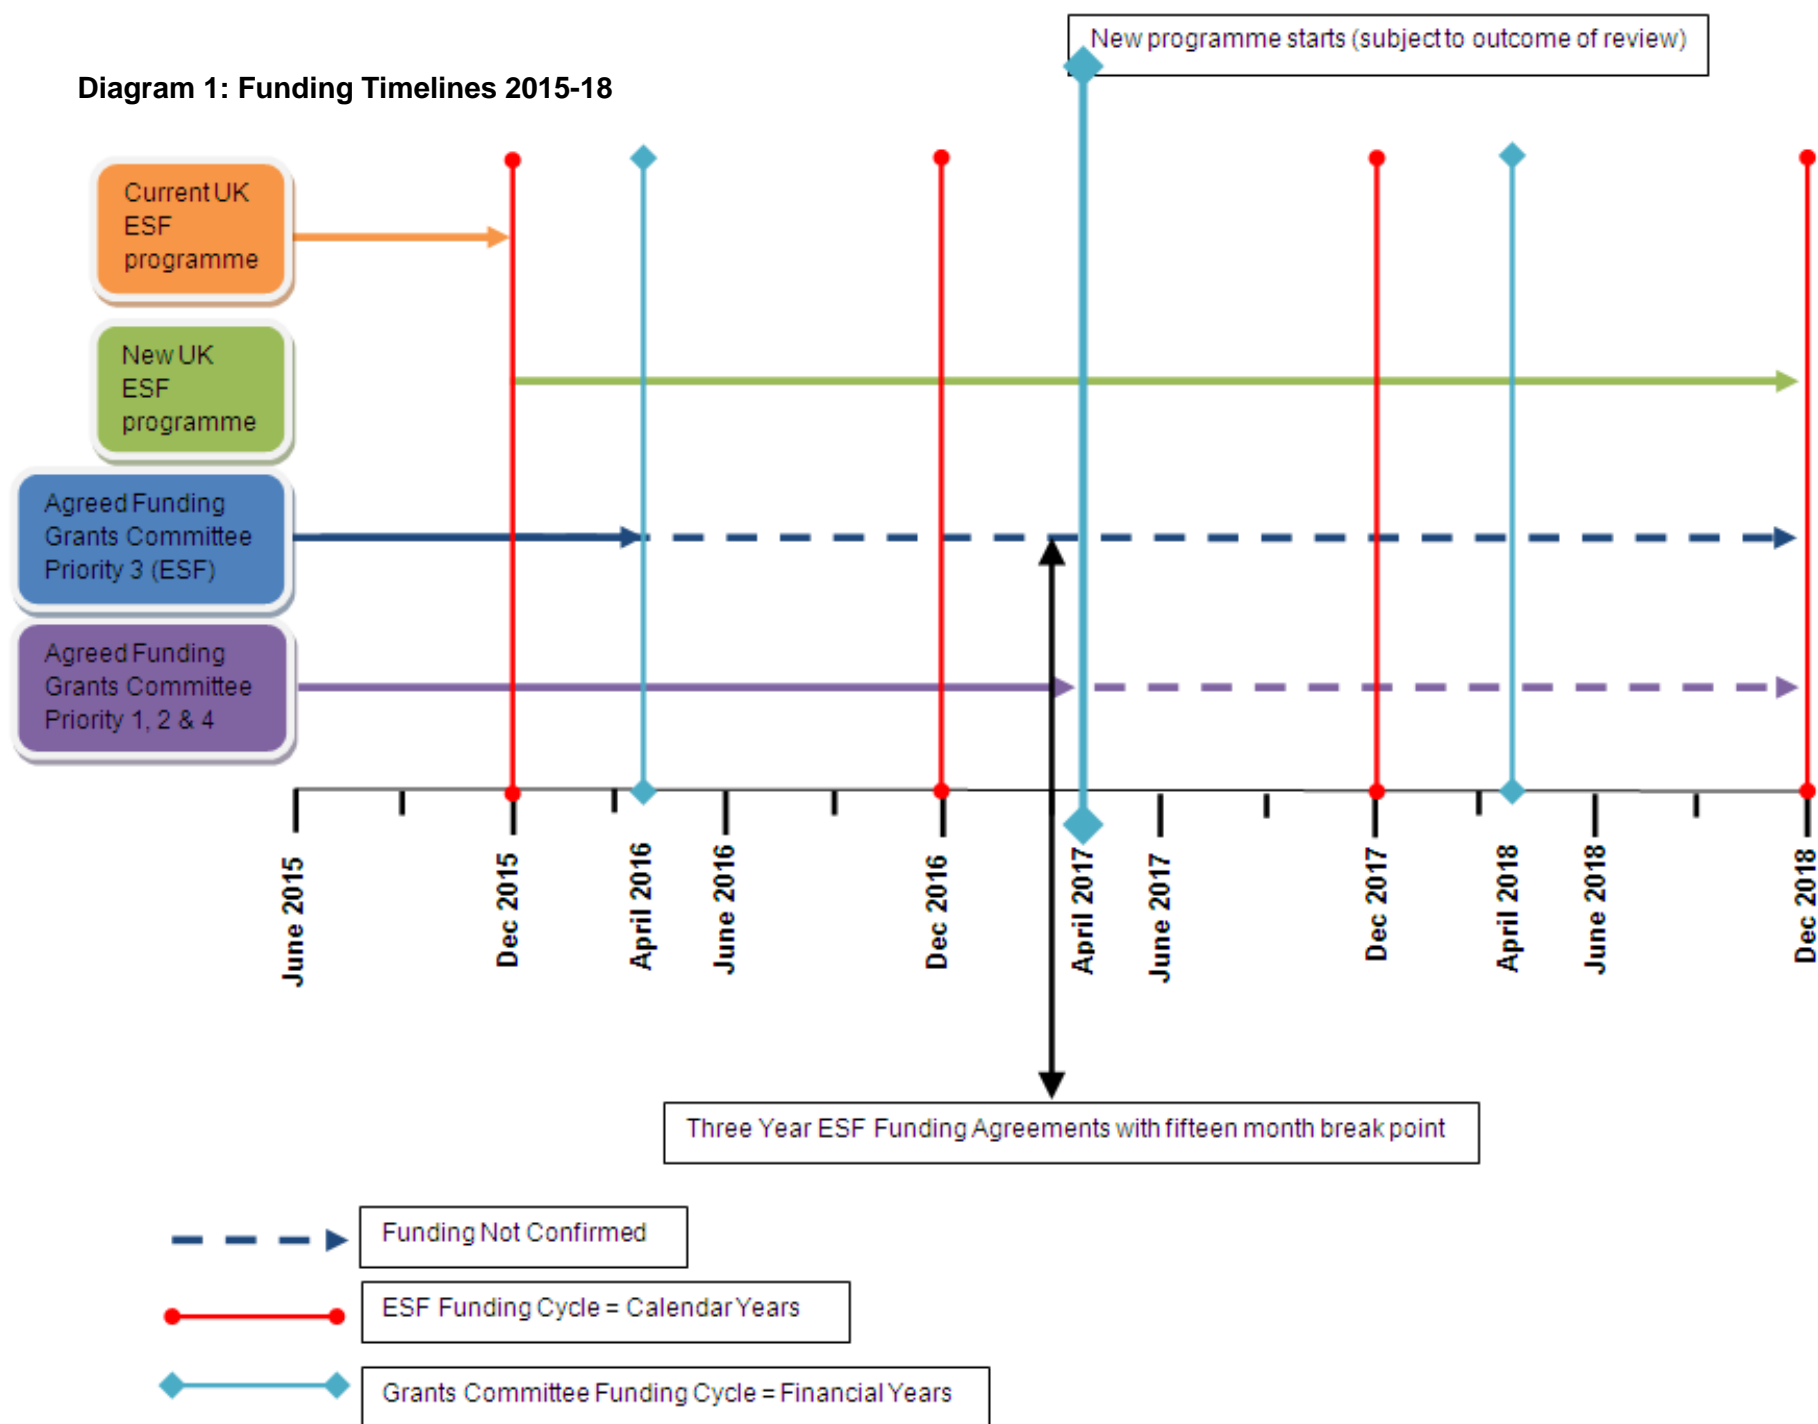 New programme starts (subject to outcome of review)
Diagram 1: Funding Timelines 2015-18
Current UK
ESF
programme
New UK
ESF
programme
Agreed Funding
Grants Committee
Priority 3 (ESF)
Agreed Funding
Grants Committee
Priority 1, 2 & 4
June 2015
Dec 2015
April 2016
June 2016
Dec 2016
April 2017
June 2017
Dec 2017
April 2018
June 2018
Dec 2018
Three Year ESF Funding Agreements with fifteen month break point
Funding Not Confirmed
ESF Funding Cycle = Calendar Years
Grants Committee Funding Cycle = Financial Years